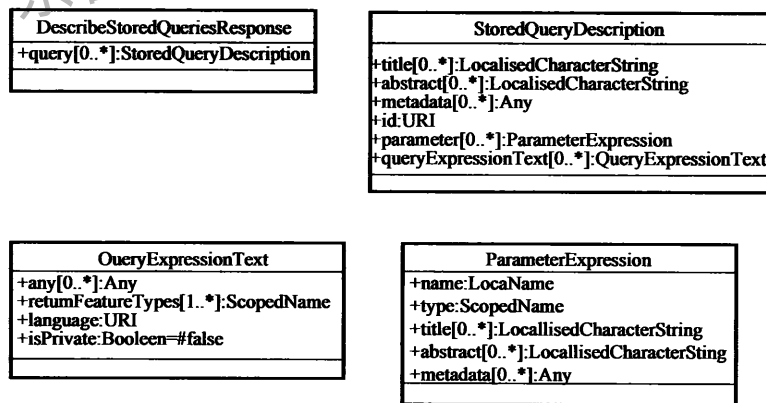 DescribeStoredQueriesResponse
+query[0..*]:StoredQueryDescription
StoredQueryDescription
+title[0..*]:LocalisedCharacterString
+abstract[0..*]:LocalisedCharacterString
+metadata[0..*]:Any
+id:URI
+parameter[0..*]:ParameterExpression
+queryExpressionText[0..*]:QueryExpressionText
OueryExpressionText
+any[0..*]:Any
+retumFeatureTypes[1..*]:ScopedName
+language:URI
+isPrivate:Booleen=#false
ParameterExpression
+name:LocaName
+type:ScopedName
+title[0..*]:LocallisedCharacterString
+abstract[0..*]:LocallisedCharacterSting
+metadata[0..*]:Any